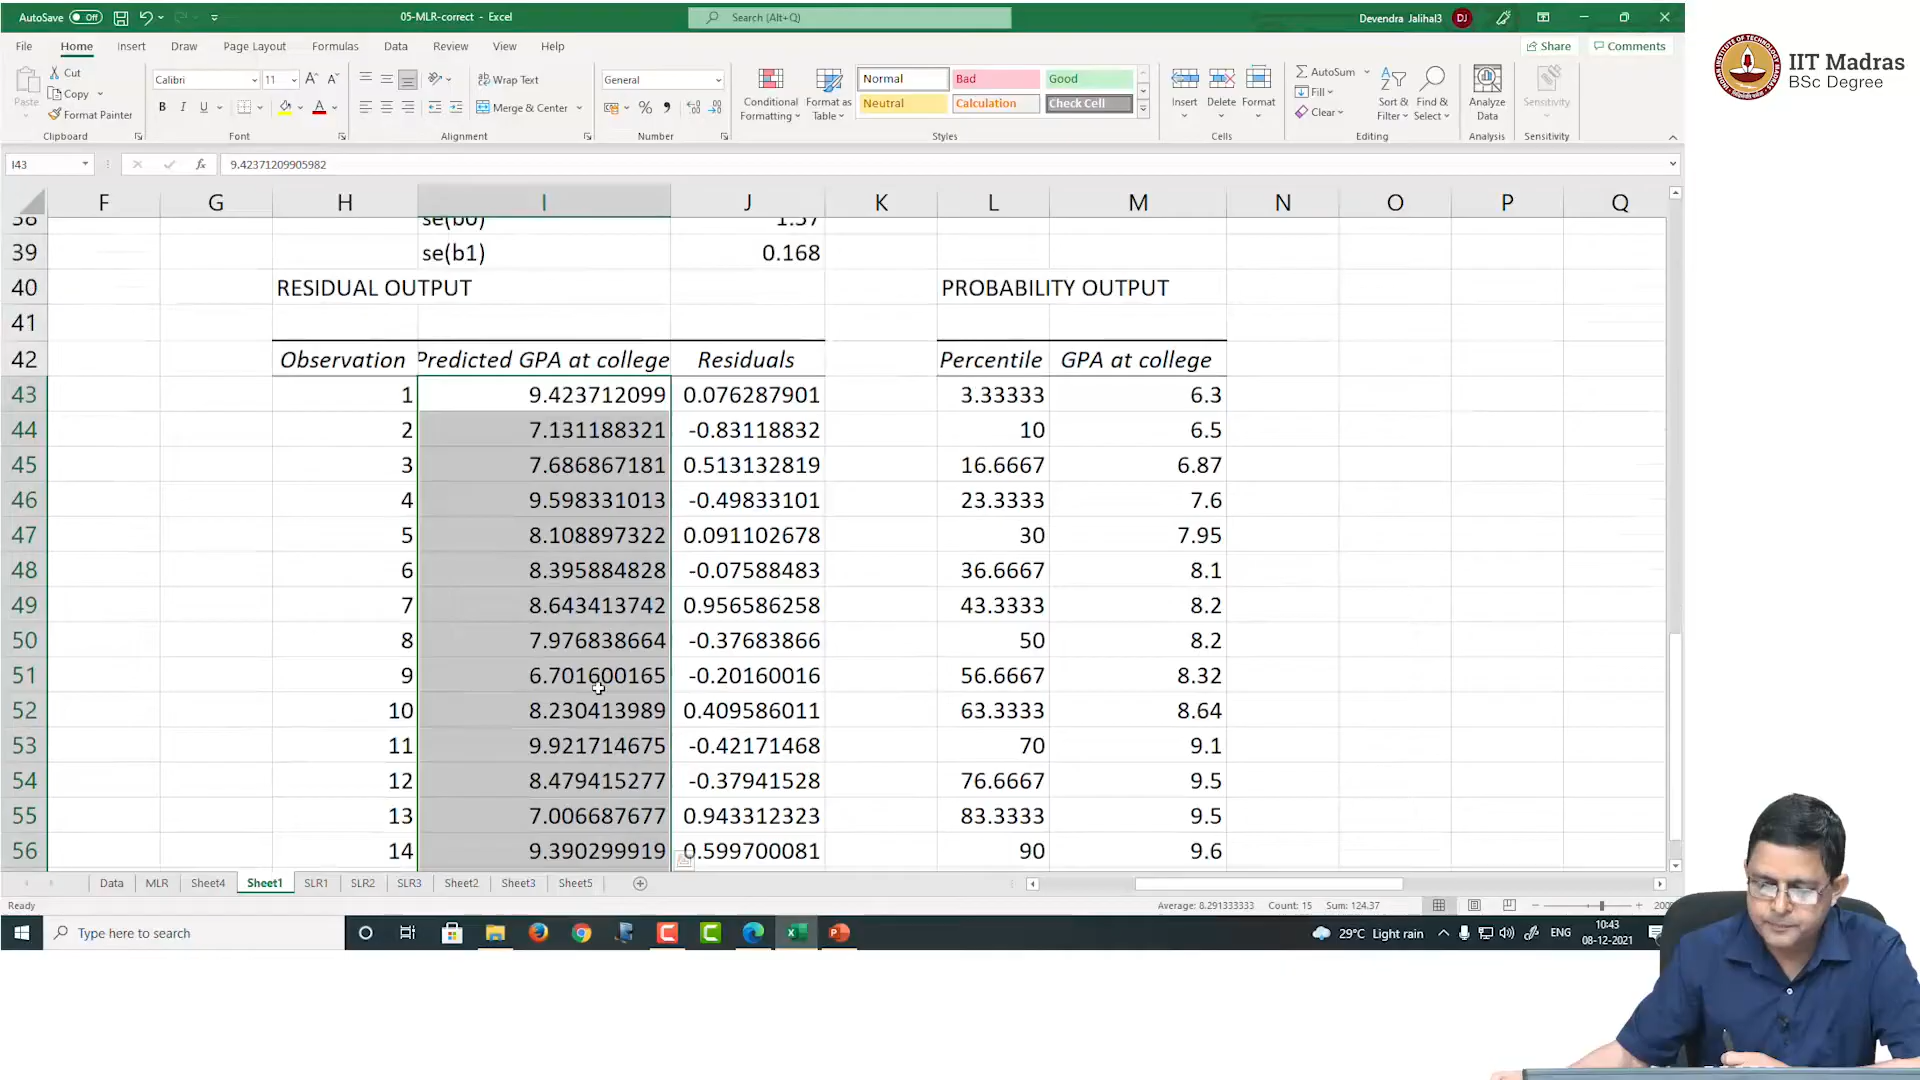 AutoSave Off 05-MLR-correct - Excel Search (Alt+Q) Devendra Jalihal3 DJ
File Home Insert Draw Page Layout Formulas Data Review View Help Share Comments
Cut
Copy
Format Painter
Paste
Clipboard
Calibri 11
B I U
Font
Wrap Text
Merge & Center
Alignment
General
Number
Conditional Formatting
Format as Table
Normal Bad Good
Neutral Calculation Check Cell
Styles
Insert Delete Format
Cells
AutoSum
Fill
Clear
Sort & Filter
Find & Select
Editing
Analyze Data
Analysis
Sensitivity
Sensitivity
I43 fx 9.42371209905982
F G H I J K L M N O P Q
38 se(b0) 1.37
39 se(b1) 0.168
40 RESIDUAL OUTPUT PROBABILITY OUTPUT
41
42 Observation Predicted GPA at college Residuals Percentile GPA at college
43 1 9.423712099 0.076287901 3.33333 6.3
44 2 7.131188321 -0.83118832 10 6.5
45 3 7.686867181 0.513132819 16.6667 6.87
46 4 9.598331013 -0.49833101 23.3333 7.6
47 5 8.108897322 0.091102678 30 7.95
48 6 8.395884828 -0.07588483 36.6667 8.1
49 7 8.643413742 0.956586258 43.3333 8.2
50 8 7.976838664 -0.37683866 50 8.2
51 9 6.701600165 -0.20160016 56.6667 8.32
52 10 8.230413989 0.409586011 63.3333 8.64
53 11 9.921714675 -0.42171468 70 9.1
54 12 8.479415277 -0.37941528 76.6667 9.5
55 13 7.006687677 0.943312323 83.3333 9.5
56 14 9.390299919 0.599700081 90 9.6
Data MLR Sheet4 Sheet1 SLR1 SLR2 SLR3 Sheet2 Sheet3 Sheet5
Ready Average: 8.291333333 Count: 15 Sum: 124.37
Type here to search 29°C Light rain ENG 10:43
08-12-2021
IIT Madras
BSc Degree